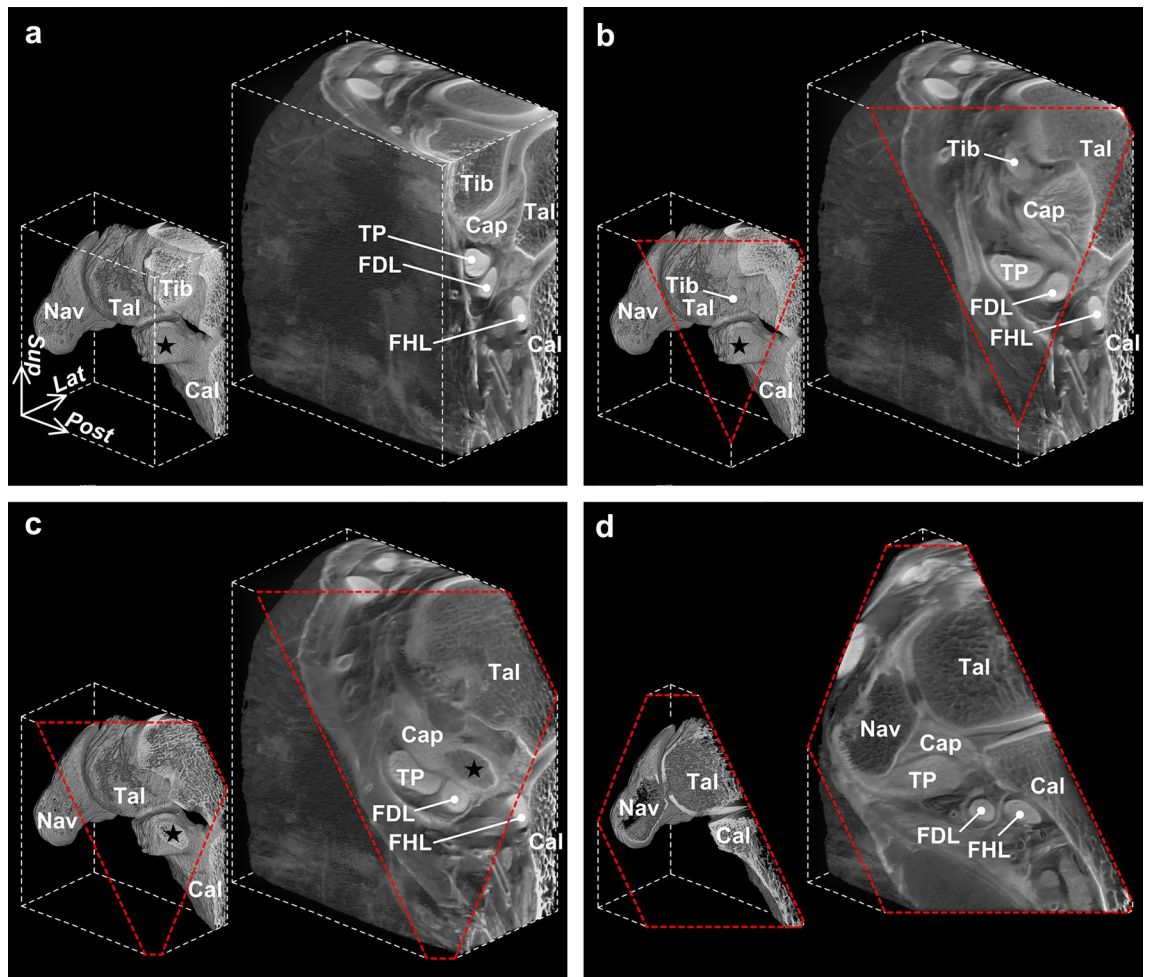 a
Tib
Cap
Tal
TP
FDL
FHL
Cal
Nav
Tal
Tib
Cal
Sup
Lat
Post
b
Tib
Tal
Cap
TP
FDL
FHL
Cal
Nav
Tib
Tal
Cal
c
Tal
Cap
TP
FDL
FHL
Cal
Nav
Tal
Cal
d
Tal
Nav
Cap
TP
Cal
FDL
FHL
Nav
Tal
Cal